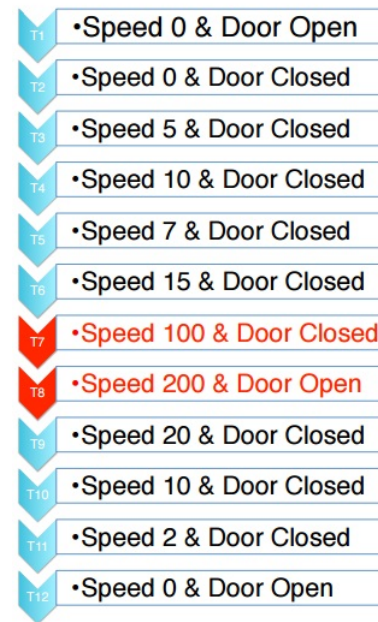 T1 •Speed 0 & Door Open
T2 •Speed 0 & Door Closed
T3 •Speed 5 & Door Closed
T4 •Speed 10 & Door Closed
T5 •Speed 7 & Door Closed
T6 •Speed 15 & Door Closed
T7 •Speed 100 & Door Closed
T8 •Speed 200 & Door Open
T9 •Speed 20 & Door Closed
T10 •Speed 10 & Door Closed
T11 •Speed 2 & Door Closed
T12 •Speed 0 & Door Open